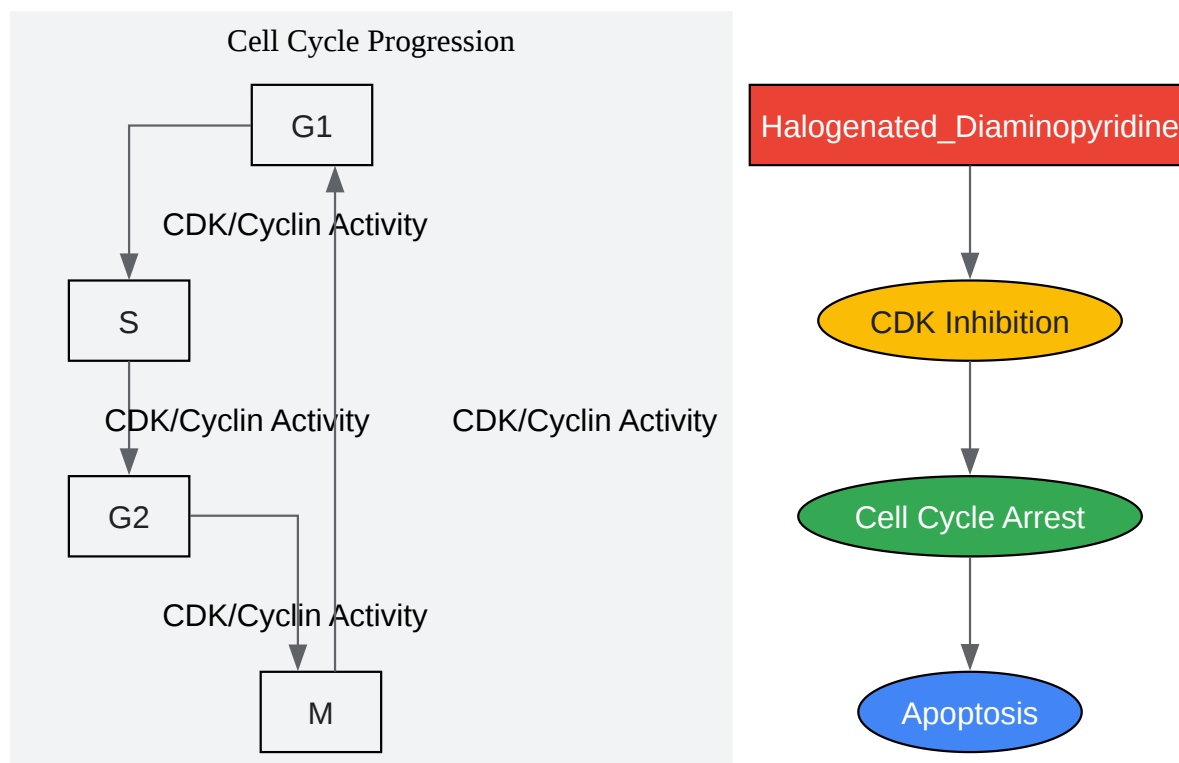 Cell Cycle Progression
G1
Halogenated_Diaminopyridine
CDK/Cyclin Activity
S
CDK Inhibition
CDK/Cyclin Activity
CDK/Cyclin Activity
G2
Cell Cycle Arrest
CDK/Cyclin Activity
M
Apoptosis